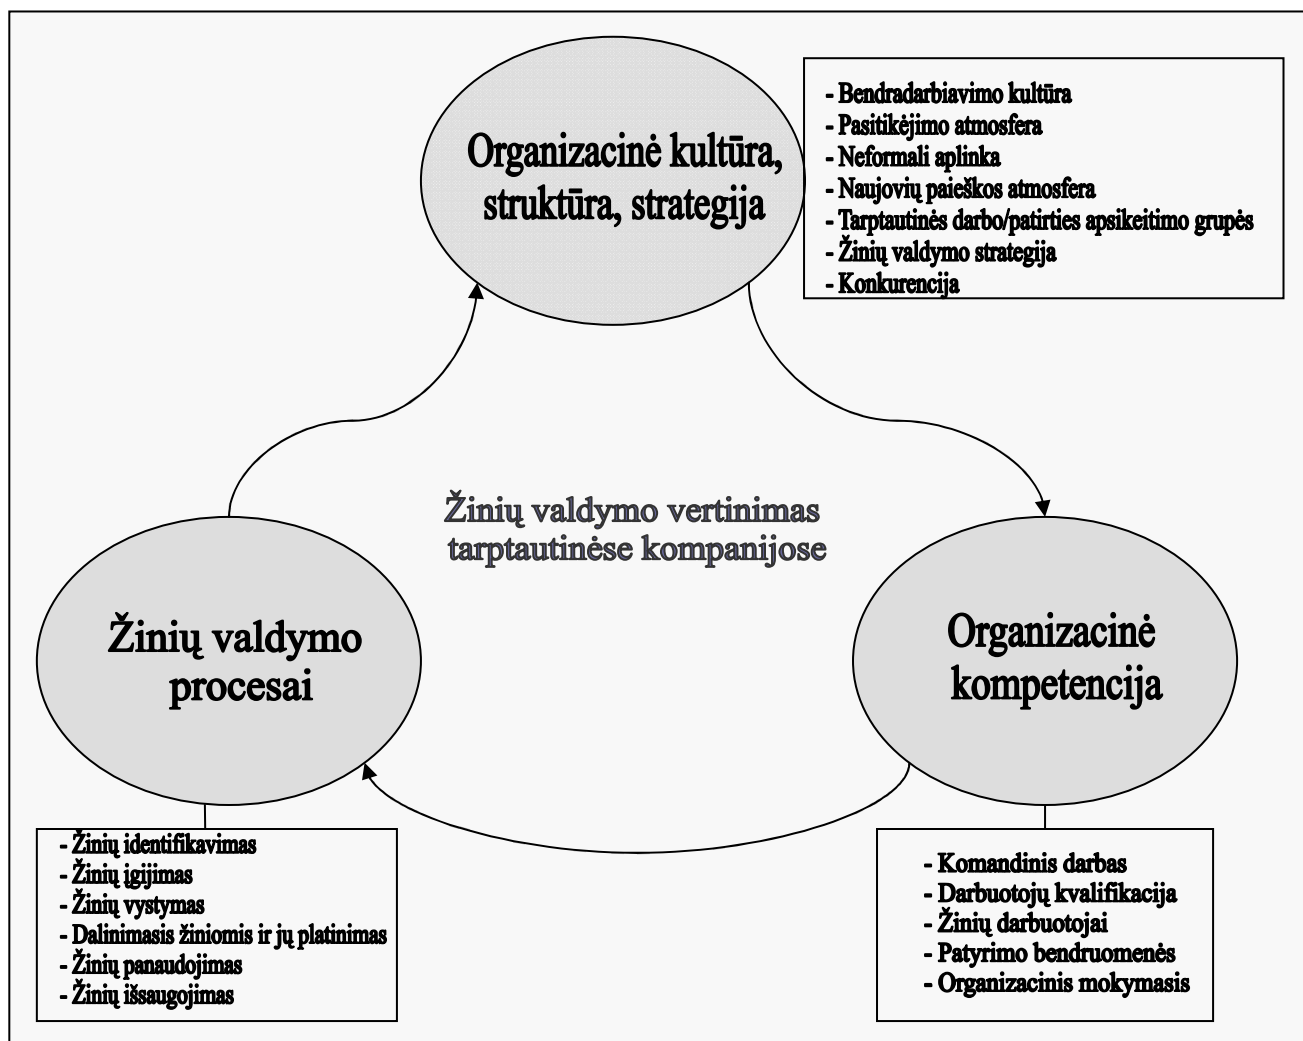 Organizacinė kultūra,
struktūra, strategija
- Bendradarbiavimo kultūra
- Pasitikėjimo atmosfera
- Neformali aplinka
- Naujovių paieškos atmosfera
- Tarptautinės darbo/patirties apsikeitimo grupės
- Žinių valdymo strategija
- Konkurencija
Žinių valdymo vertinimas
tarptautinėse kompanijose
Žinių valdymo
procesai
Organizacinė
kompetencija
- Žinių identifikavimas
- Žinių įgijimas
- Žinių vystymas
- Dalinimasis žiniomis ir jų platinimas
- Žinių panaudojimas
- Žinių išsaugojimas
- Komandinis darbas
- Darbuotojų kvalifikacija
- Žinių darbuotojai
- Patyrimo bendruomenės
- Organizacinis mokymasis